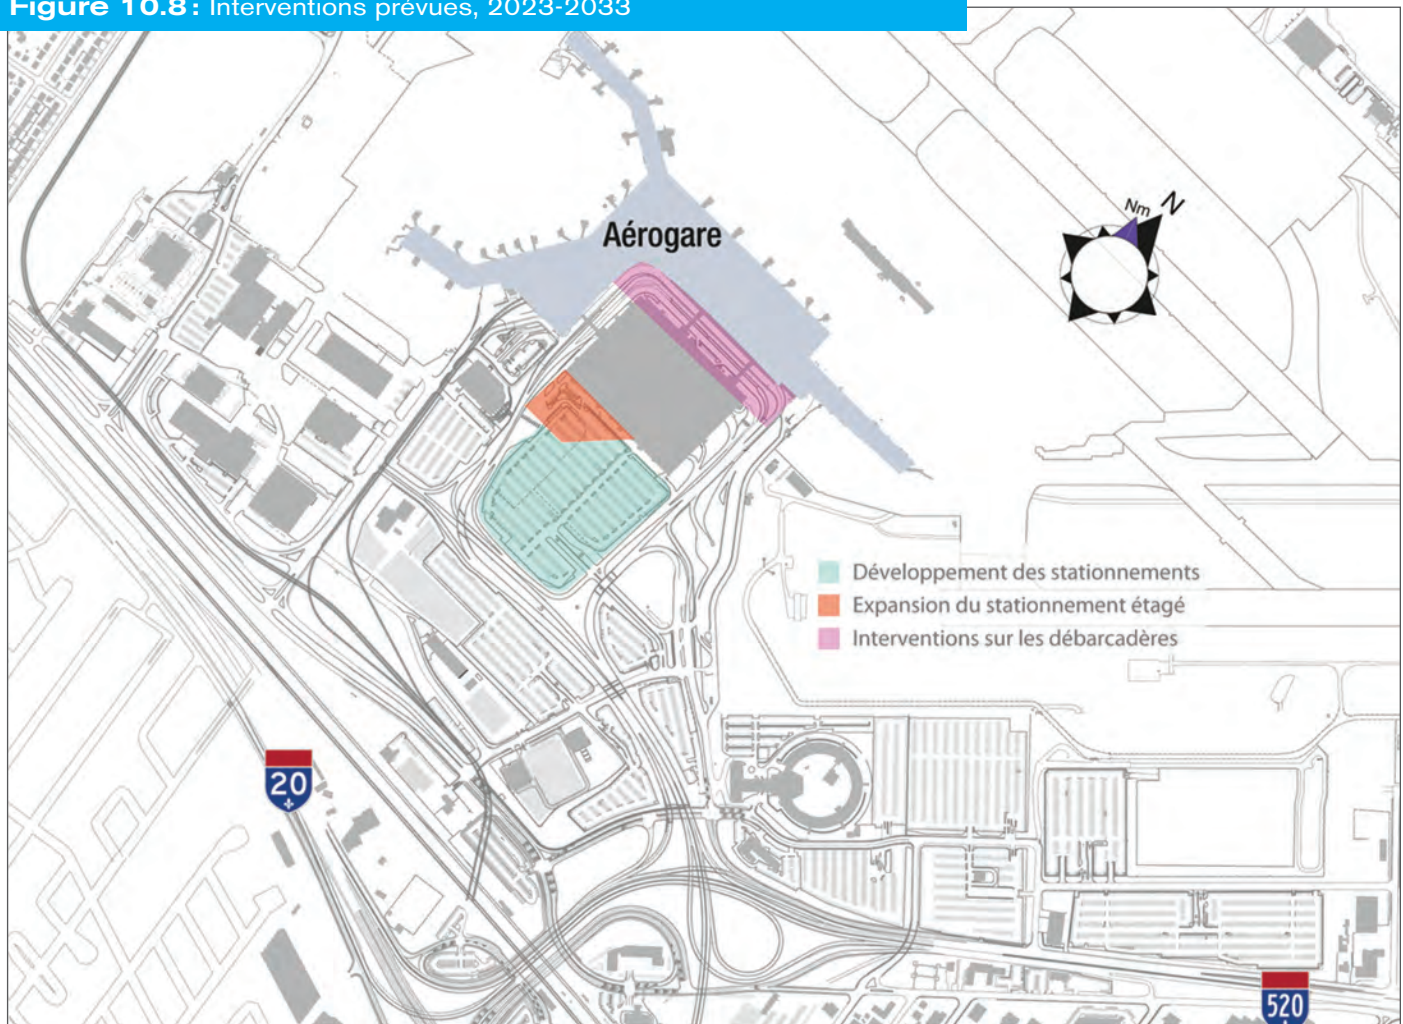 Figure 10.8 : Interventions prévues, 2023-2033
Aérogare
Nm
N
Développement des stationnements
Expansion du stationnement étagé
Interventions sur les débarcadères
20
520